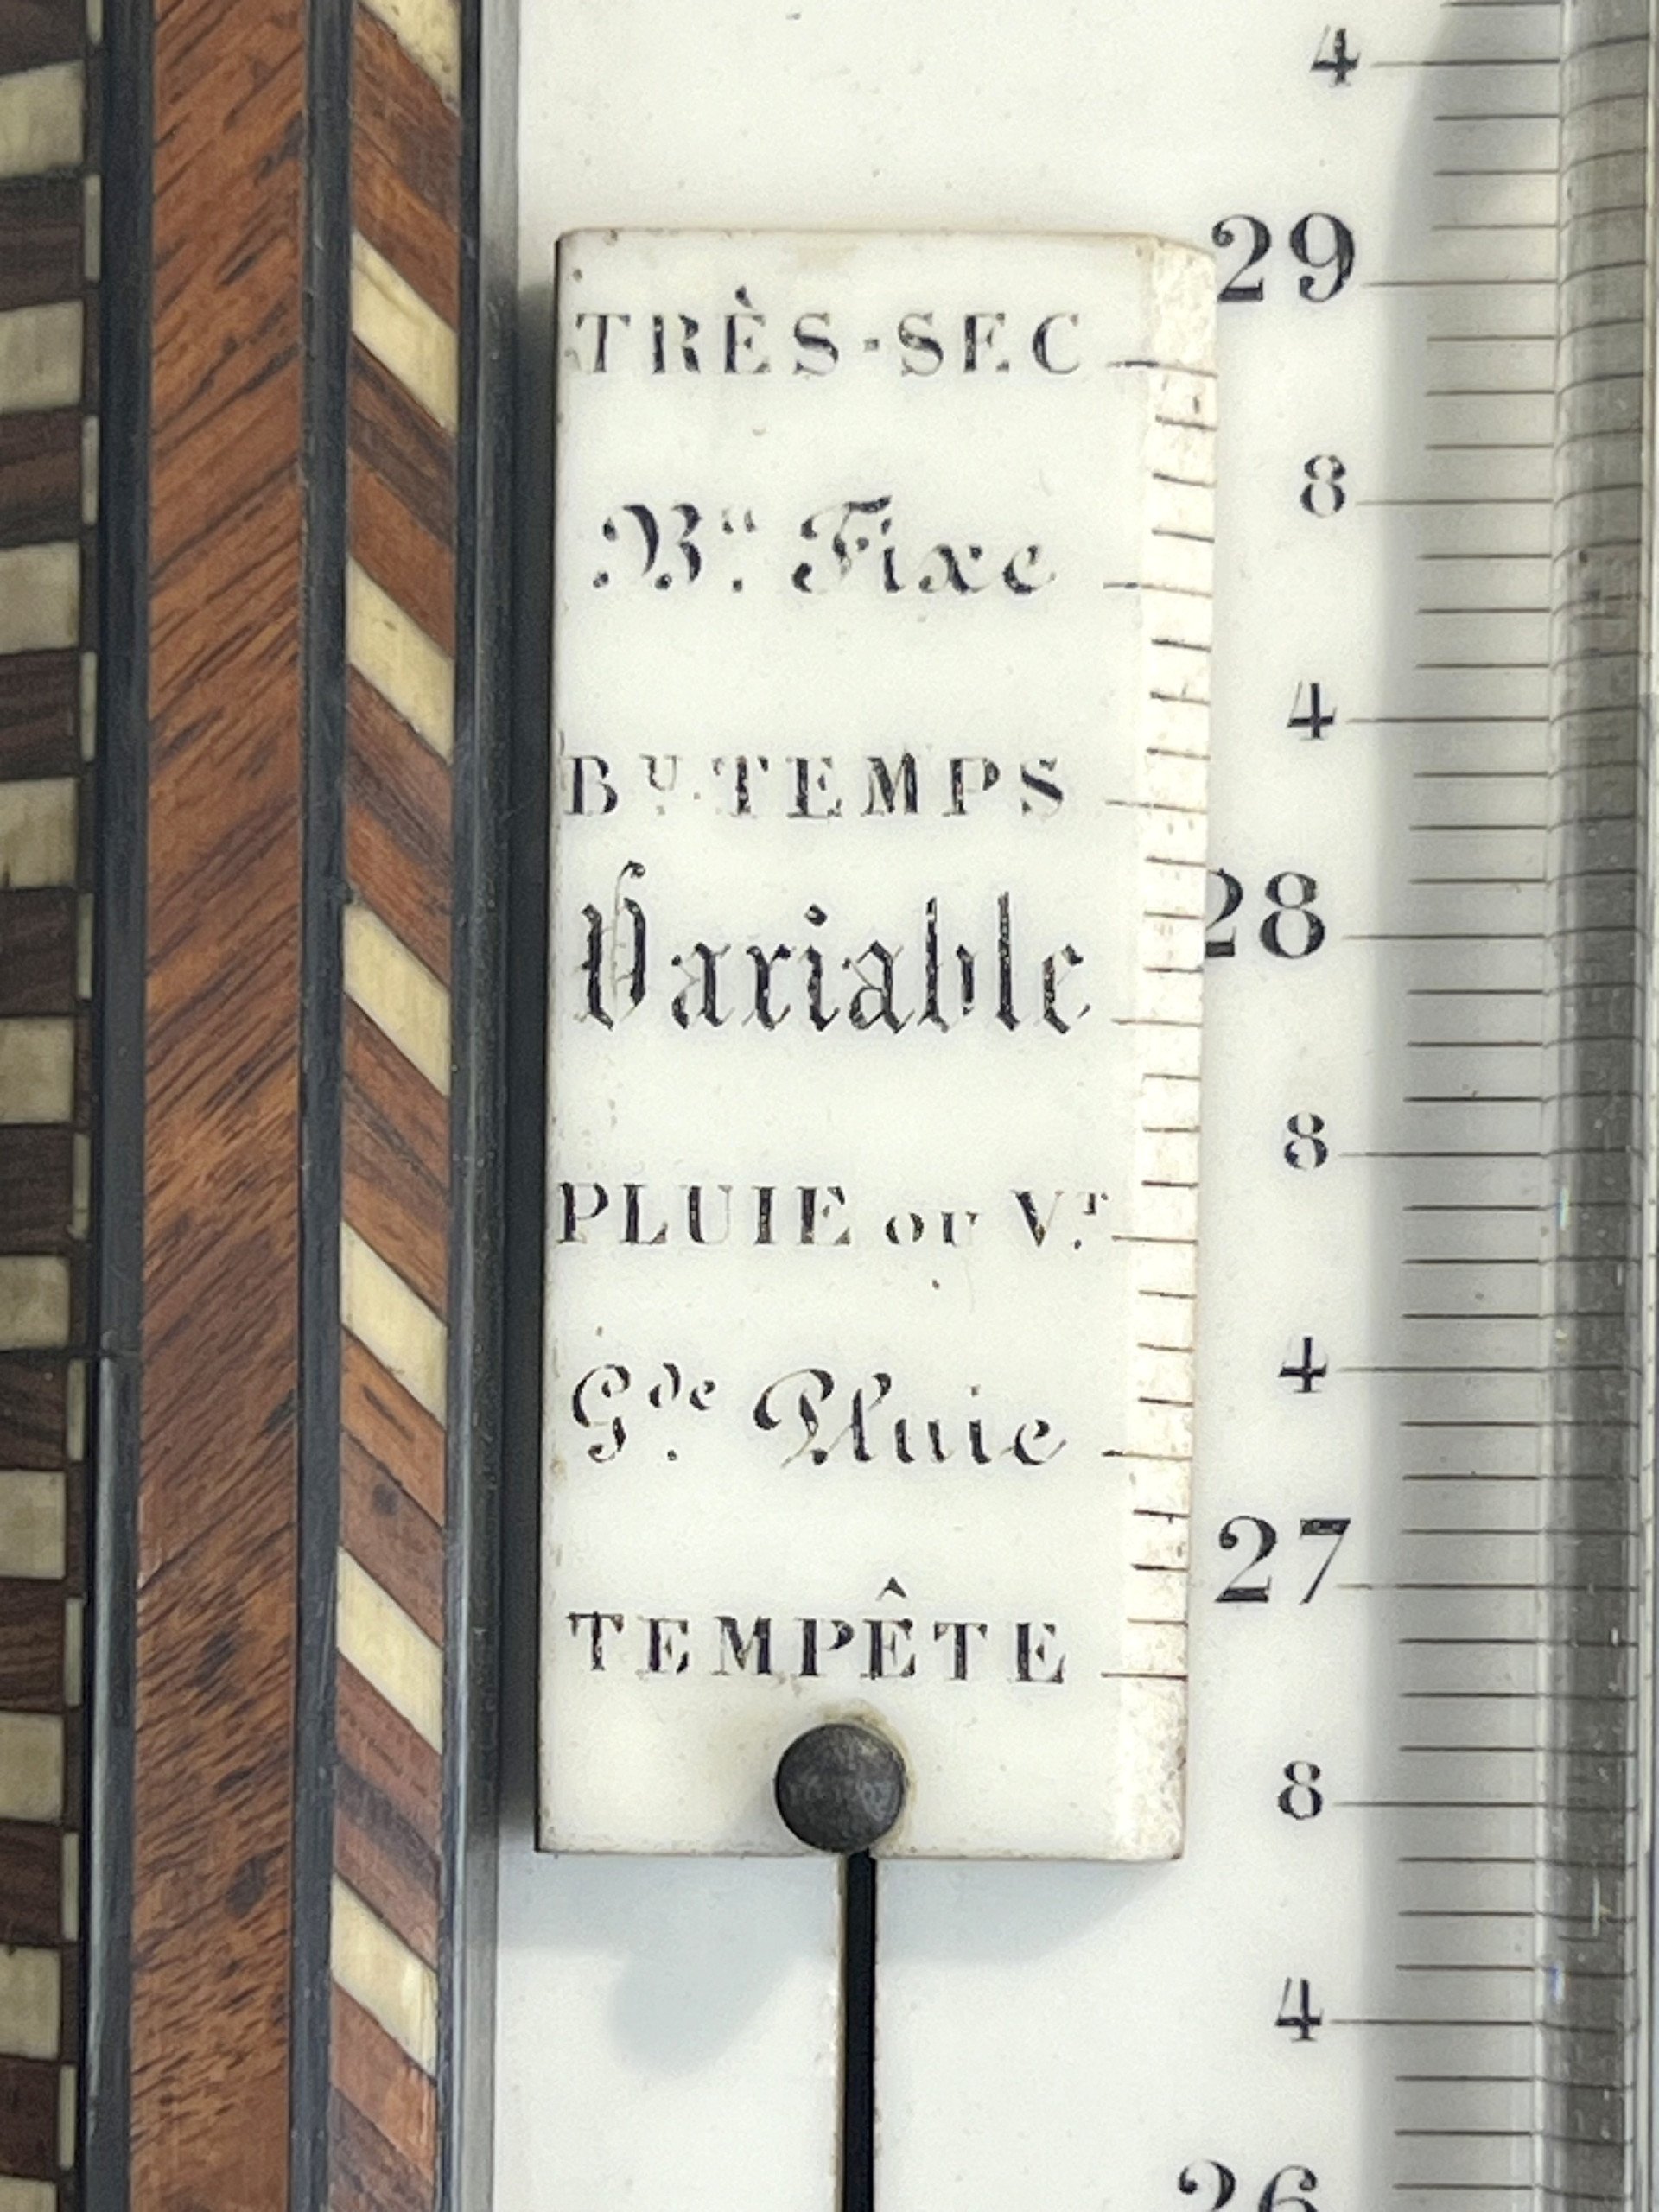 4
29
TRÈS-SEC
8
Bᵘ. Fixe
4
Bᵁ. TEMPS
28
Variable
8
PLUIE ou Vᵀ.
4
Gᵈᵉ. Pluie
27
TEMPÊTE
8
4
26